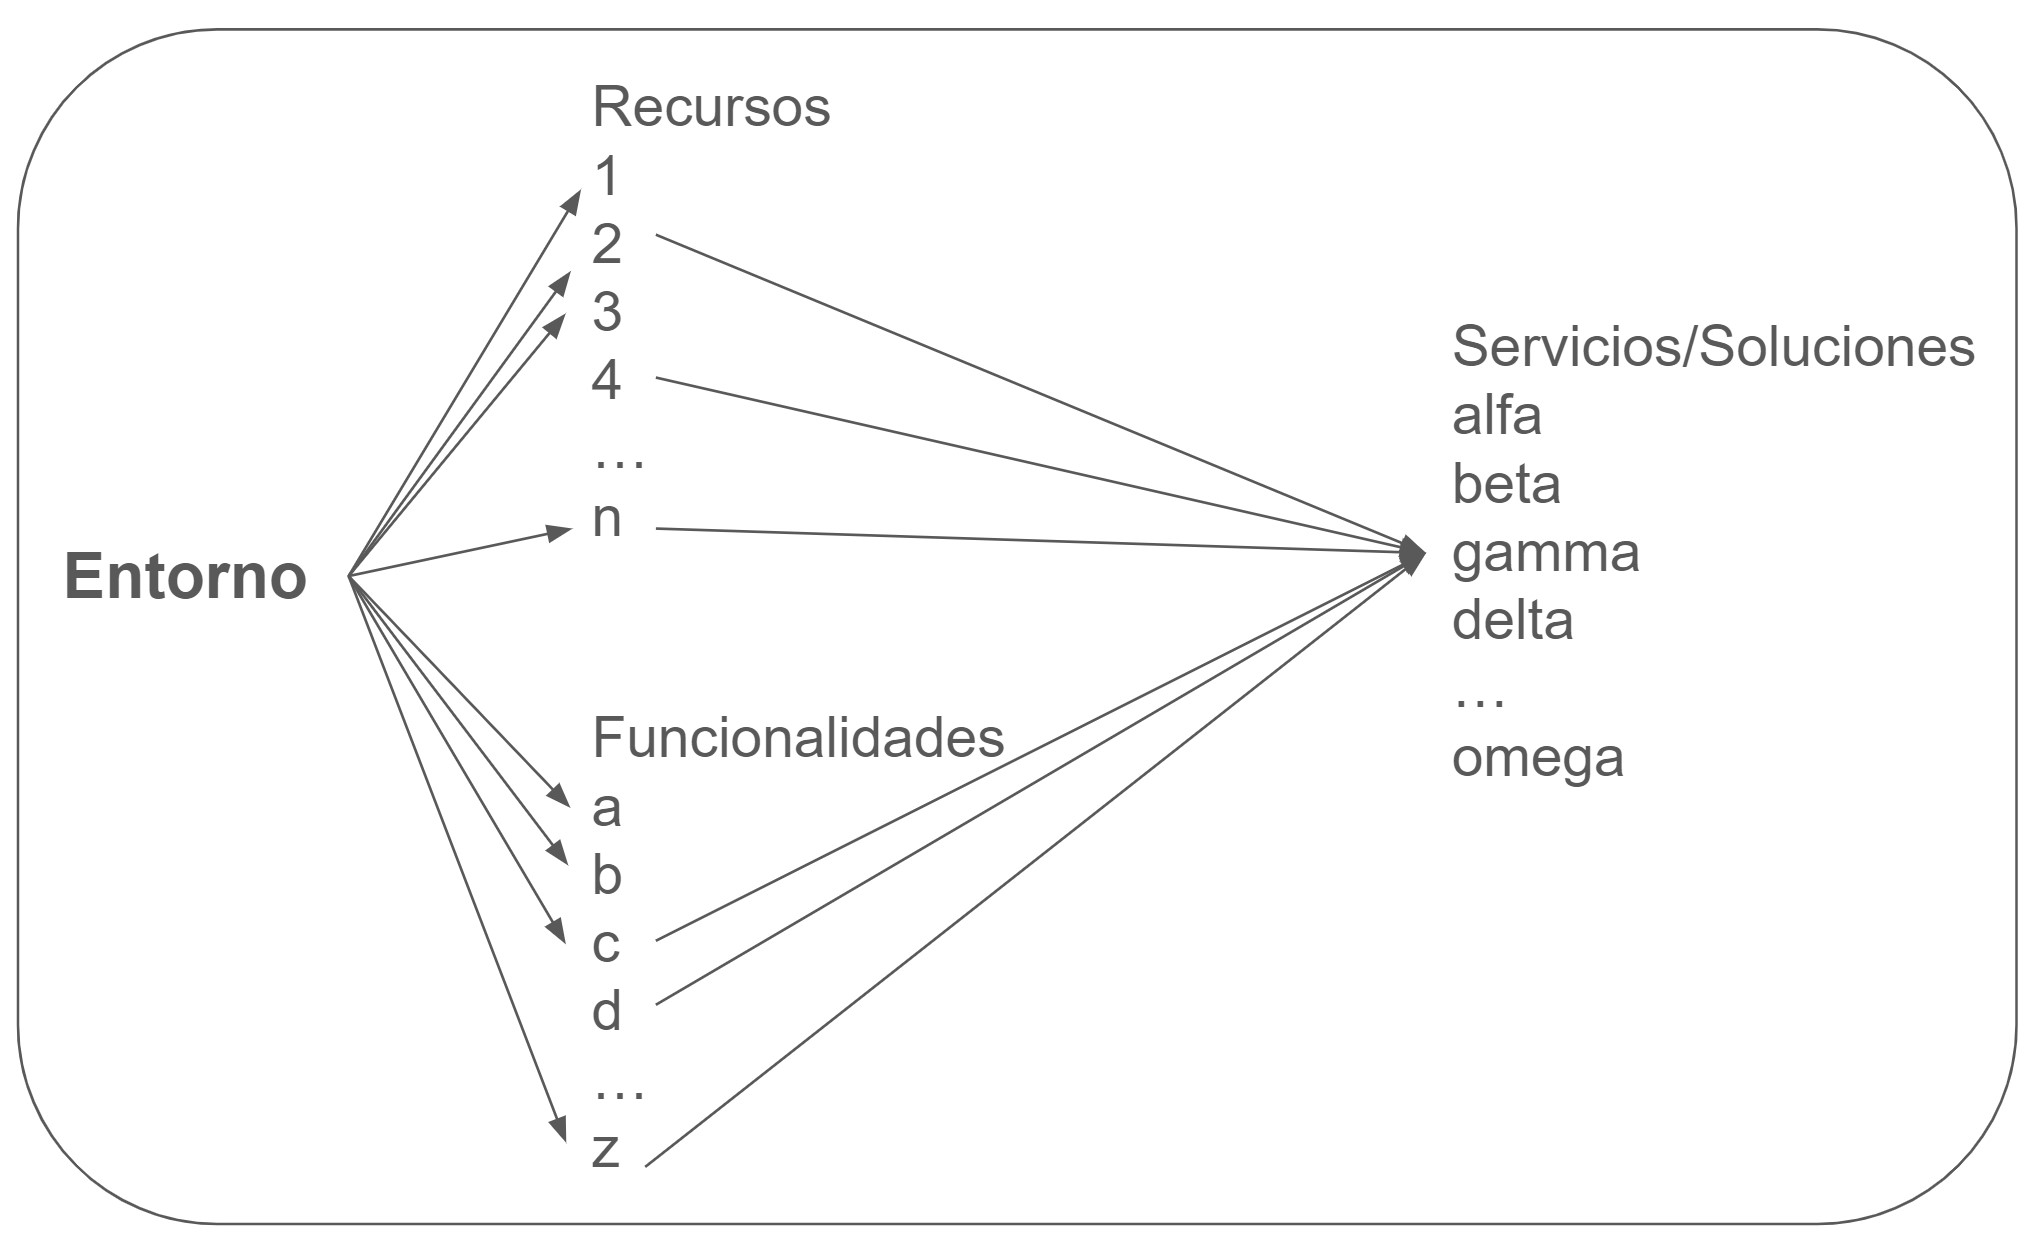 Entorno
Recursos
1
2
3
4
…
n
Funcionalidades
a
b
c
d
…
z
Servicios/Soluciones
alfa
beta
gamma
delta
…
omega